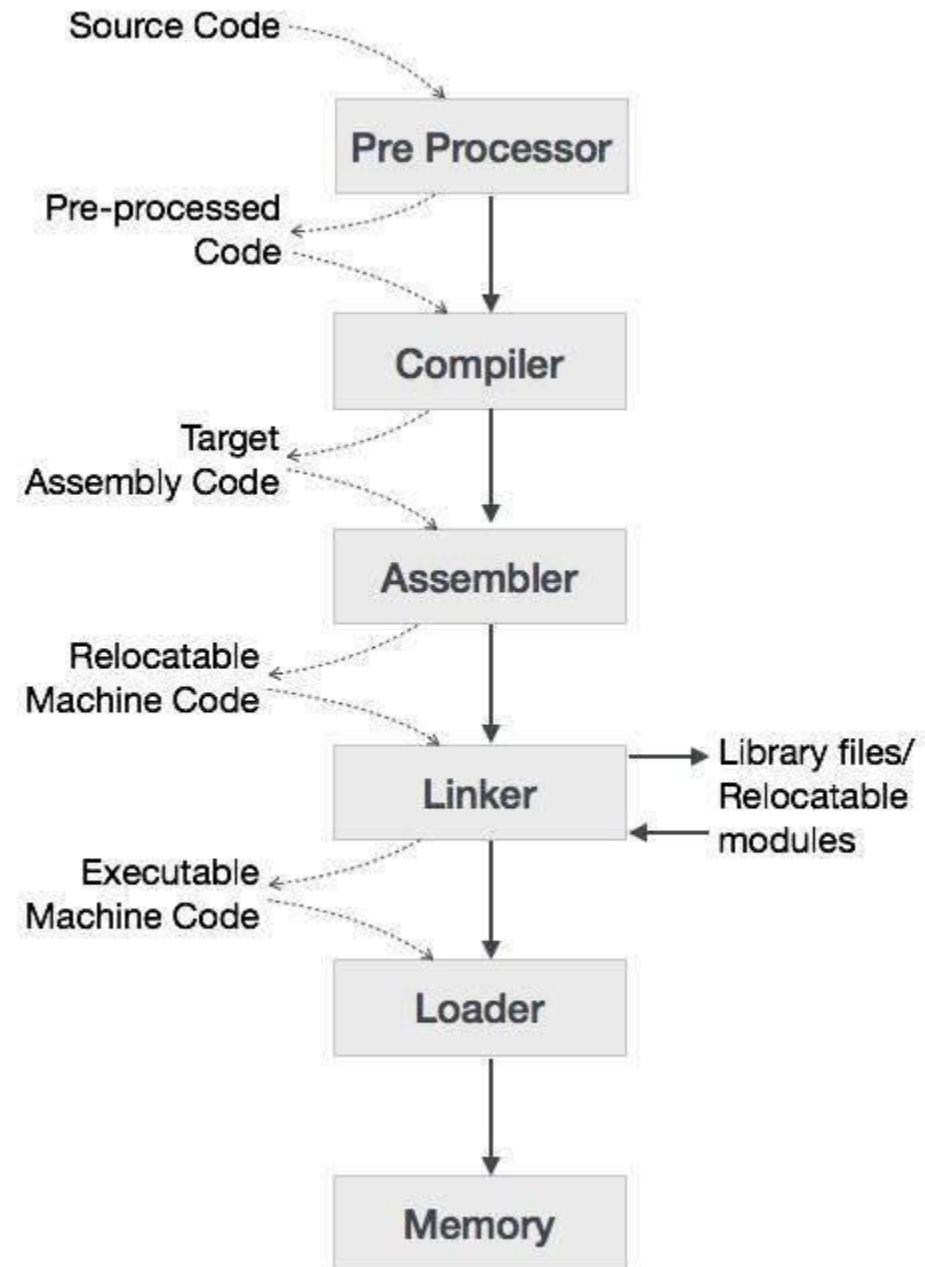 Source Code
Pre Processor
Pre-processed
Code
Compiler
Target
Assembly Code
Assembler
Relocatable
Machine Code
Linker
Library files/
Relocatable
modules
Executable
Machine Code
Loader
Memory